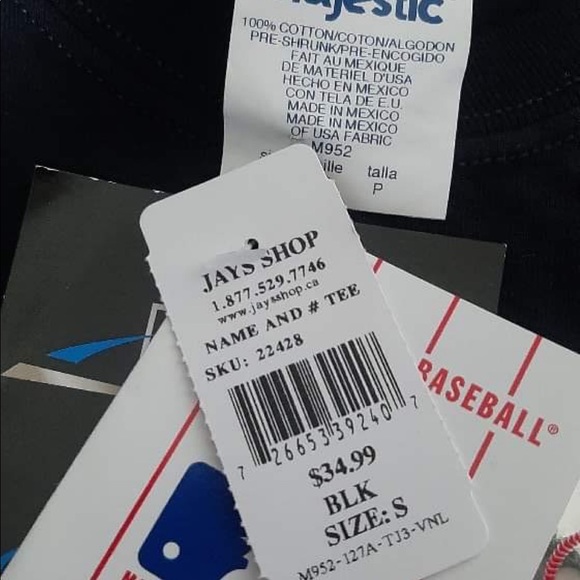 Majestic
100% COTTON/COTON/ALGODON
PRE-SHRUNK/PRE-ENCOGIDO
FAIT AU MEXIQUE
DE MATERIEL D'USA
HECHO EN MEXICO
CON TELA DE E.U.
MADE IN MEXICO
MADE IN MEXICO
OF USA FABRIC
M952
talla
P
JAYS SHOP
1.877.529.7746
www.jaysshop.ca
NAME AND # TEE
SKU: 22428
7 26653 39240 7
$34.99
BLK
SIZE: S
M952-127A-TJ3-VNL
BASEBALL®